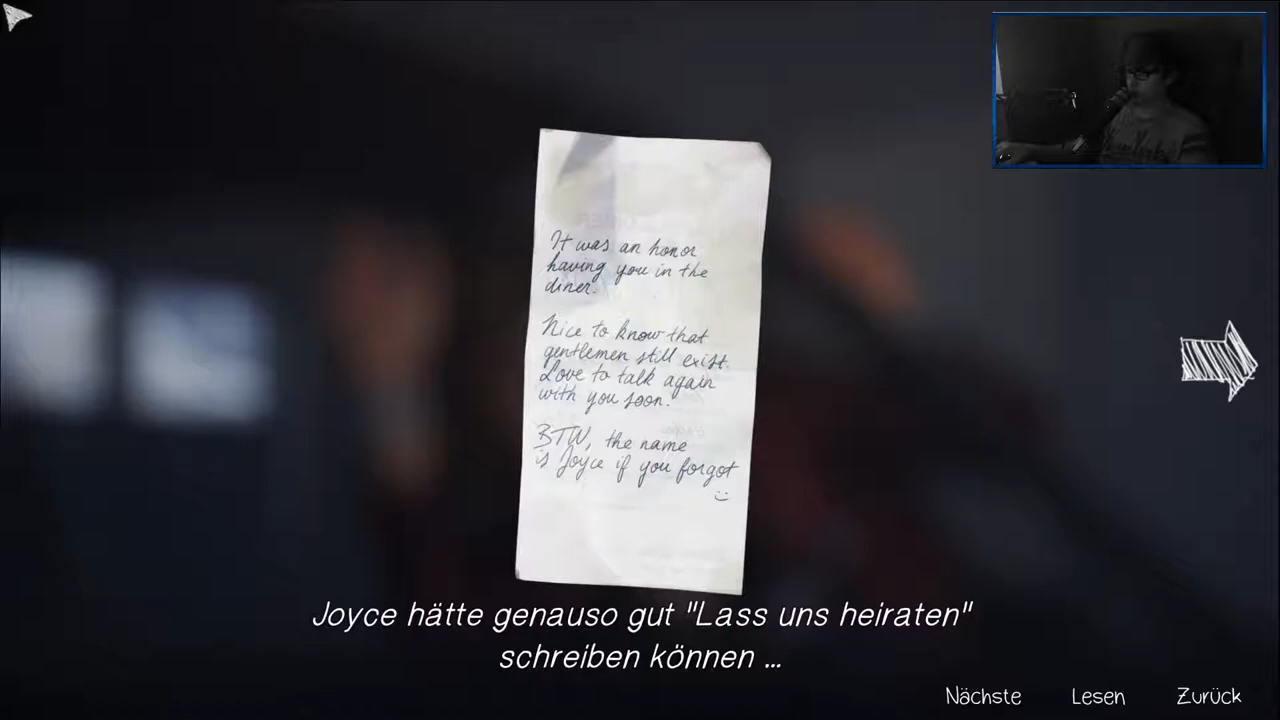 It was an honor
having you in the
diner.
Nice to know that
gentlemen still exist.
Love to talk again
with you soon.
BTW, the name
is Joyce if you forgot
Joyce hätte genauso gut "Lass uns heiraten"
schreiben können ...
Nächste Lesen Zurück